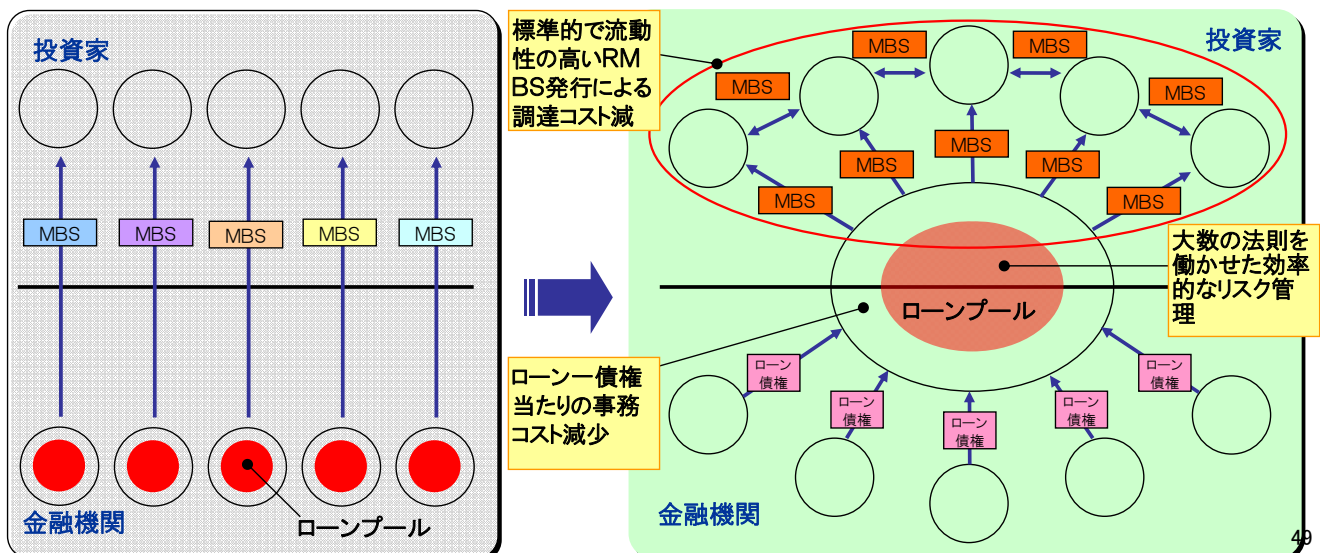 投資家
MBS
MBS
MBS
MBS
MBS
金融機関
ローンプール
標準的で流動
性の高いRM
BS発行による
調達コスト減
投資家
MBS
MBS
MBS
MBS
MBS
MBS
MBS
MBS
MBS
大数の法則を
働かせた効率
的なリスク管
理
ローンプール
ローン一債権
当たりの事務
コスト減少
ローン
債権
ローン
債権
ローン
債権
ローン
債権
ローン
債権
金融機関
49